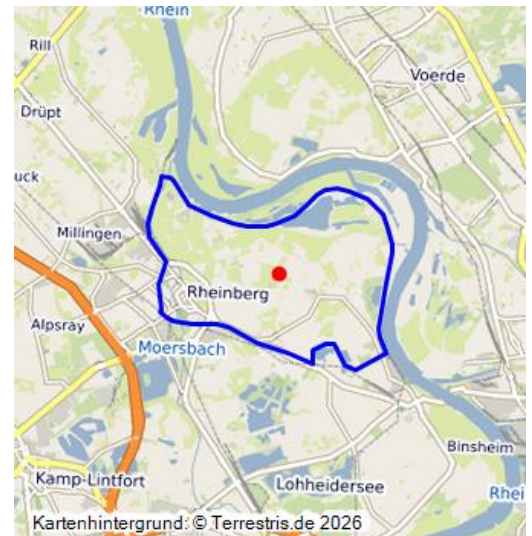 Rhein
Rill
Voerde
Drüpt
uck
Millingen
Rheinberg
Alpsray
Moersbach
Binsheim
Kamp-Lintfort
Lohheidersee
Rhei
Kartenhintergrund: © Terrestris.de 2026